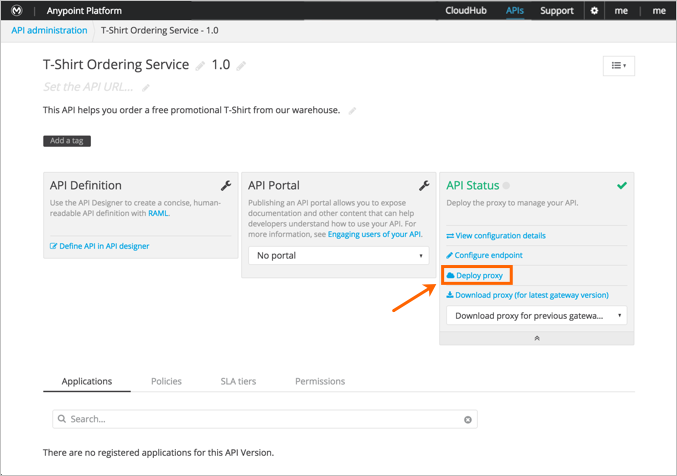 Anypoint Platform
CloudHub
APIs
Support
me
me
API administration
T-Shirt Ordering Service - 1.0
T-Shirt Ordering Service
1.0
Set the API URL...
This API helps you order a free promotional T-Shirt from our warehouse.
Add a tag
API Definition
Use the API Designer to create a concise, human-
readable API definition with RAML.
Define API in API designer
API Portal
Publishing an API portal allows you to expose
documentation and other content that can help
developers understand how to use your API. For
more information, see Engaging users of your API.
No portal
API Status
Deploy the proxy to manage your API.
View configuration details
Configure endpoint
Deploy proxy
Download proxy (for latest gateway version)
Download proxy for previous gatewa...
Applications
Policies
SLA tiers
Permissions
Search...
There are no registered applications for this API Version.